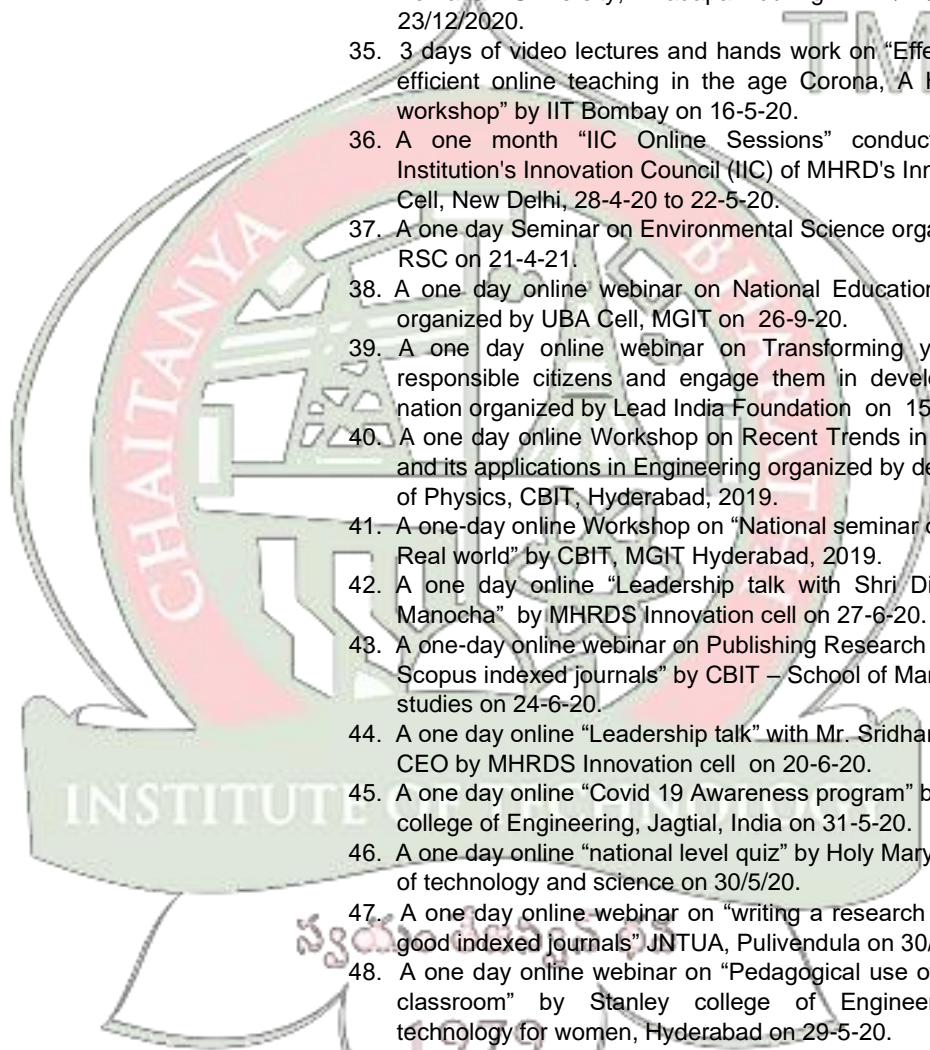 TM
23/12/2020.
35. 3 days of video lectures and hands work on “Effe
efficient online teaching in the age Corona, A H
workshop” by IIT Bombay on 16-5-20.
36. A one month “IIC Online Sessions” conduct
Institution's Innovation Council (IIC) of MHRD's Inn
Cell, New Delhi, 28-4-20 to 22-5-20.
37. A one day Seminar on Environmental Science orga
RSC on 21-4-21.
38. A one day online webinar on National Education
organized by UBA Cell, MGIT on 26-9-20.
39. A one day online webinar on Transforming y
responsible citizens and engage them in devel
nation organized by Lead India Foundation on 15
40. A one day online Workshop on Recent Trends in
and its applications in Engineering organized by de
of Physics, CBIT, Hyderabad, 2019.
41. A one-day online Workshop on “National seminar o
Real world” by CBIT, MGIT Hyderabad, 2019.
42. A one day online “Leadership talk with Shri Di
Manocha” by MHRDS Innovation cell on 27-6-20.
43. A one-day online webinar on Publishing Research
Scopus indexed journals” by CBIT – School of Mar
studies on 24-6-20.
44. A one day online “Leadership talk” with Mr. Sridhar
CEO by MHRDS Innovation cell on 20-6-20.
45. A one day online “Covid 19 Awareness program” b
college of Engineering, Jagtial, India on 31-5-20.
46. A one day online “national level quiz” by Holy Mary
of technology and science on 30/5/20.
47. A one day online webinar on “writing a research
good indexed journals” JNTUA, Pulivendula on 30/
48. A one day online webinar on “Pedagogical use o
classroom” by Stanley college of Engineer
technology for women, Hyderabad on 29-5-20.
CHAITANYA BHARATHI
INSTITUTE OF TECHNOLOGY
1979